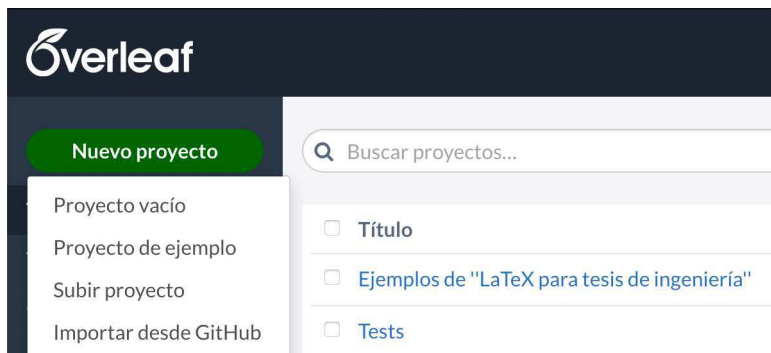 Overleaf
Nuevo proyecto
Buscar proyectos...
Proyecto vacío
Proyecto de ejemplo
Subir proyecto
Importar desde GitHub
Título
Ejemplos de ''LaTeX para tesis de ingeniería''
Tests